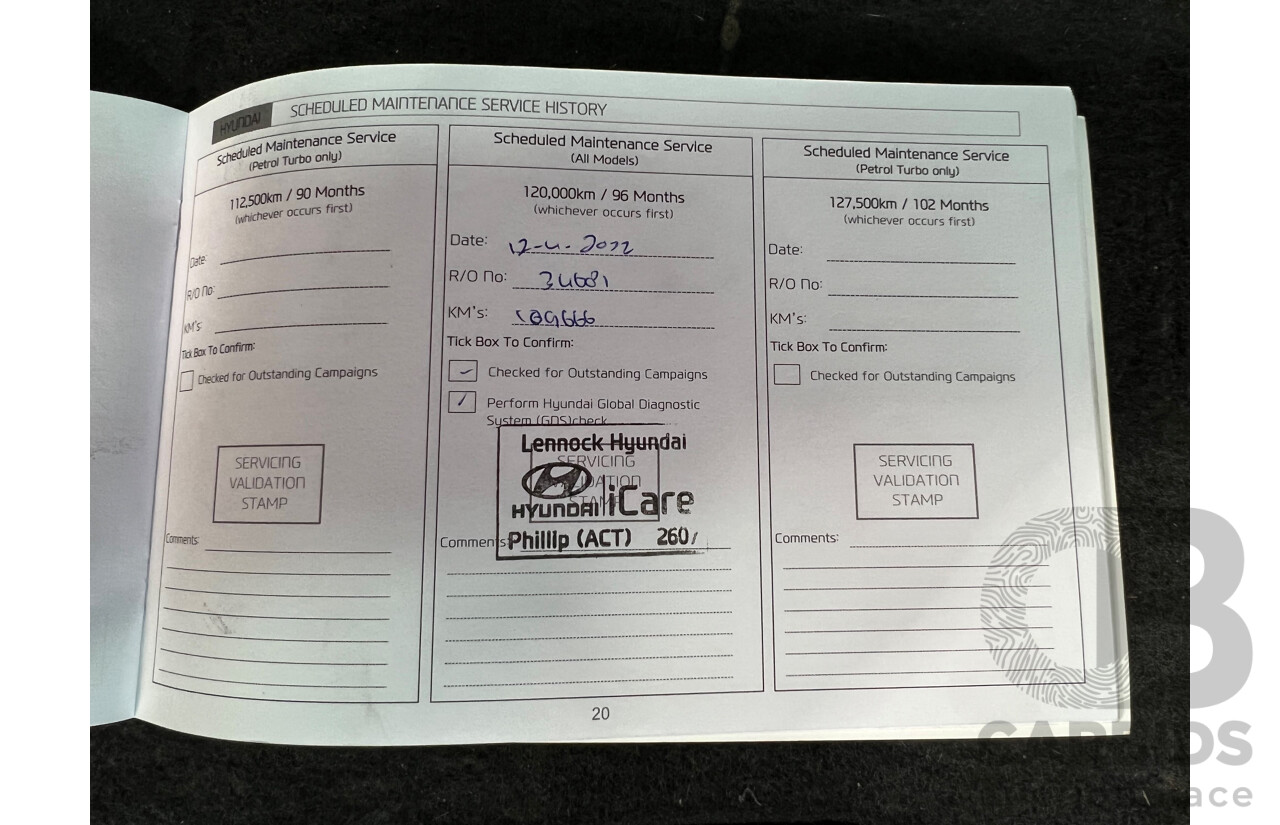 HYUNDAI SCHEDULED MAINTENANCE SERVICE HISTORY
Scheduled Maintenance Service
(Petrol Turbo only)
112,500km / 90 Months
(whichever occurs first)
Date:
R/O No:
KM's:
Tick Box To Confirm:
Checked for Outstanding Campaigns
SERVICING
VALIDATION
STAMP
Comments:
Scheduled Maintenance Service
(All Models)
120,000km / 96 Months
(whichever occurs first)
Date: 12-4-2022
R/O No: 34681
KM's: 109666
Tick Box To Confirm:
Checked for Outstanding Campaigns
Perform Hyundai Global Diagnostic
System (GDS)check
Lennock Hyundai
SERVICING
VALIDATION
STAMP
HYUNDAI iCare
Phillip (ACT) 260
Comments:
Scheduled Maintenance Service
(Petrol Turbo only)
127,500km / 102 Months
(whichever occurs first)
Date:
R/O No:
KM's:
Tick Box To Confirm:
Checked for Outstanding Campaigns
SERVICING
VALIDATION
STAMP
Comments:
20